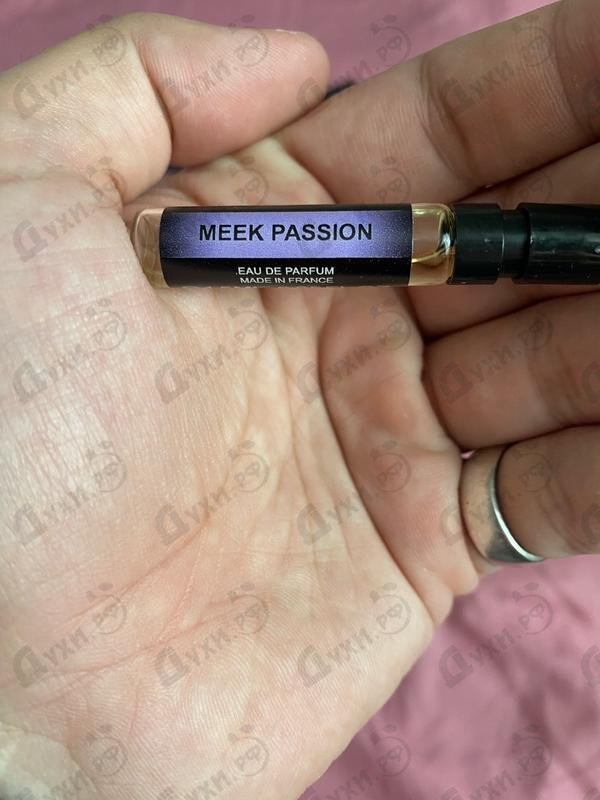 MEEK PASSION
EAU DE PARFUM
MADE IN FRANCE
Духи.РФ